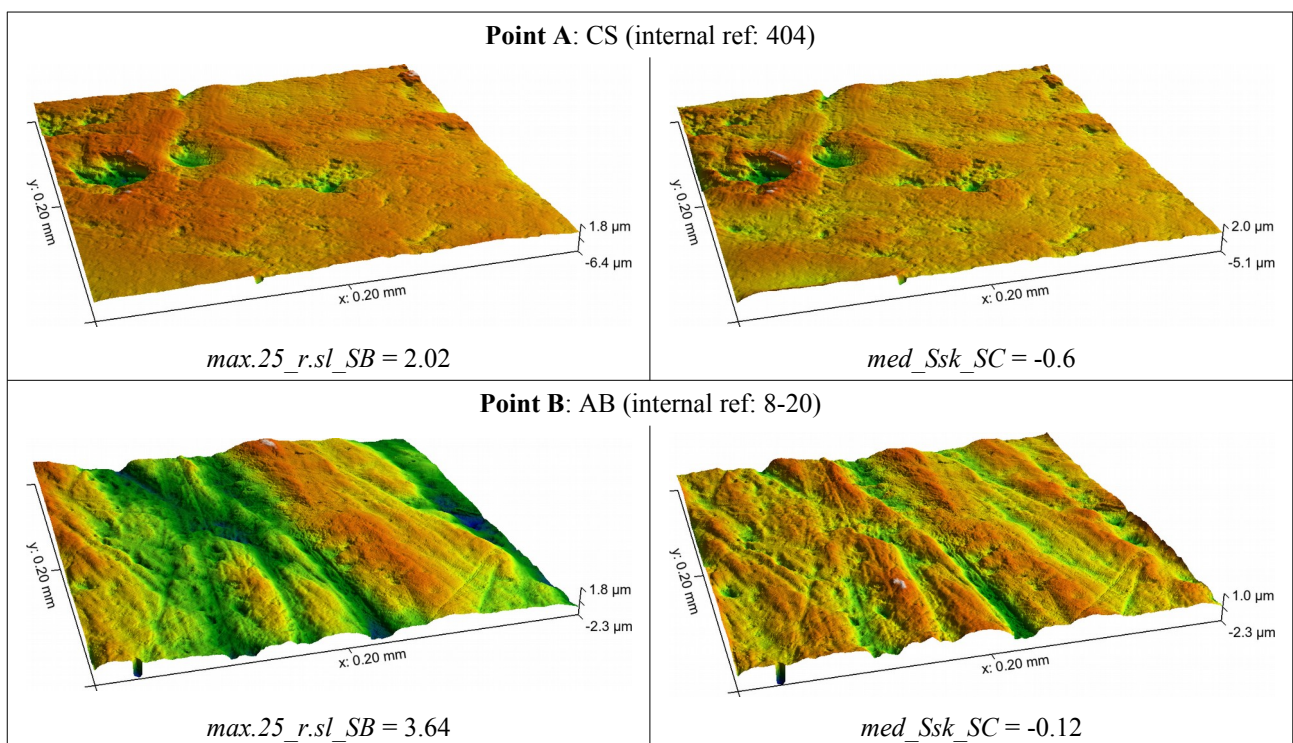 Point A: CS (internal ref: 404)
y: 0.20 mm
x: 0.20 mm
1.8 µm
-6.4 µm
max.25_r.sl_SB = 2.02
y: 0.20 mm
x: 0.20 mm
2.0 µm
-5.1 µm
med_Ssk_SC = -0.6
Point B: AB (internal ref: 8-20)
y: 0.20 mm
x: 0.20 mm
1.8 µm
-2.3 µm
max.25_r.sl_SB = 3.64
y: 0.20 mm
x: 0.20 mm
1.0 µm
-2.3 µm
med_Ssk_SC = -0.12